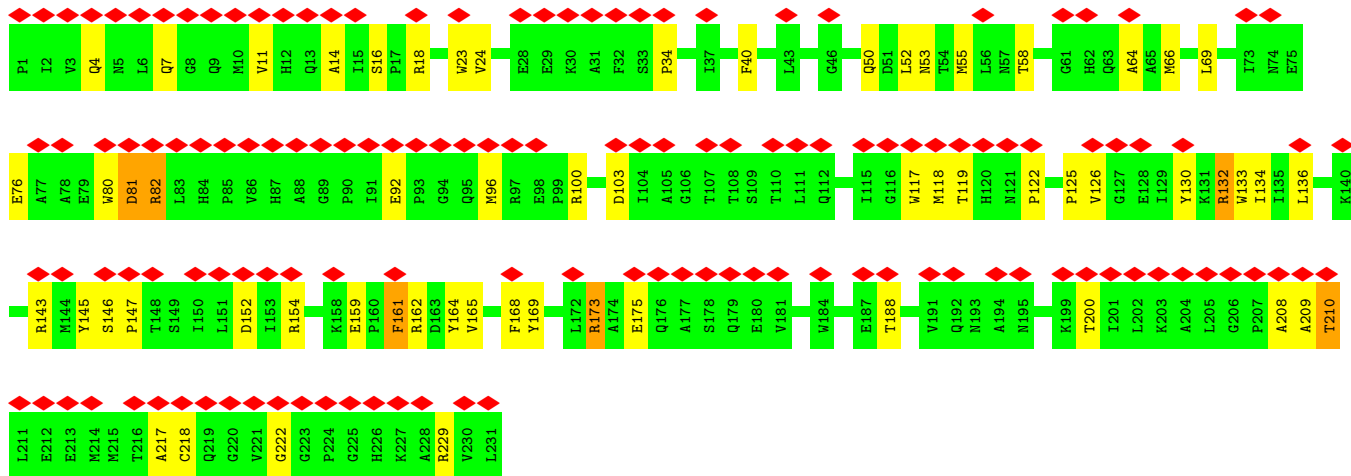 P1 I2 V3 Q4 N5 L6 Q7 G8 Q9 M10 V11 H12 Q13 A14 I15 S16 P17 R18 W23 V24 E28 E29 K30 A31 F32 S33 P34 I37 F40 L43 G46 Q50 D51 L52 N53 T54 M55 L56 N57 T58 G61 H62 Q63 A64 A65 M66 L69 I73 N74 E75
E76 A77 A78 E79 W80 D81 R82 L83 H84 P85 V86 H87 A88 G89 P90 I91 E92 P93 G94 Q95 M96 R97 E98 P99 R100 D103 I104 A105 G106 T107 T108 S109 T110 L111 Q112 I115 G116 W117 M118 T119 H120 N121 P122 P125 V126 G127 E128 I129 Y130 K131 R132 W133 I134 I135 L136 K140
R143 M144 Y145 S146 P147 T148 S149 I150 L151 D152 I153 R154 K158 E159 P160 F161 R162 D163 Y164 V165 F168 Y169 L172 R173 A174 E175 Q176 A177 S178 Q179 E180 V181 W184 E187 T188 V191 Q192 N193 A194 N195 K199 T200 I201 L202 K203 A204 L205 G206 P207 A208 A209 T210
L211 E212 E213 M214 M215 T216 A217 C218 Q219 G220 V221 G222 G223 P224 G225 H226 K227 A228 R229 V230 L231